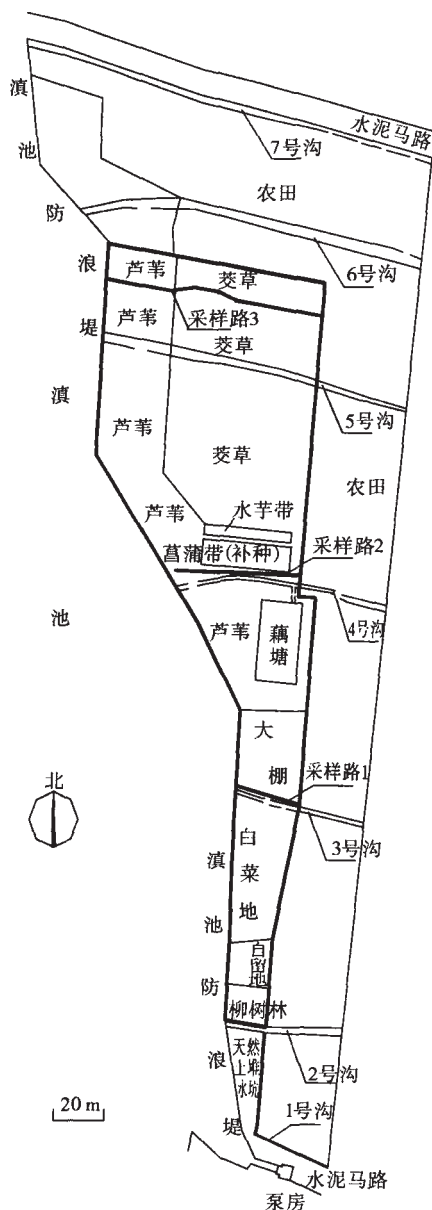 水泥马路
7号沟
滇池防浪堤
农田
6号沟
芦苇
茭草
芦苇
采样路3
茭草
5号沟
滇池
芦苇
茭草
农田
芦苇
水芋带
菖蒲带(补种)
采样路2
芦苇
藕塘
4号沟
大棚
北
采样路1
3号沟
白菜地
滇池防浪堤
自留地
柳树林
2号沟
天然
土堆
水坑
20 m
1号沟
水泥马路
泵房